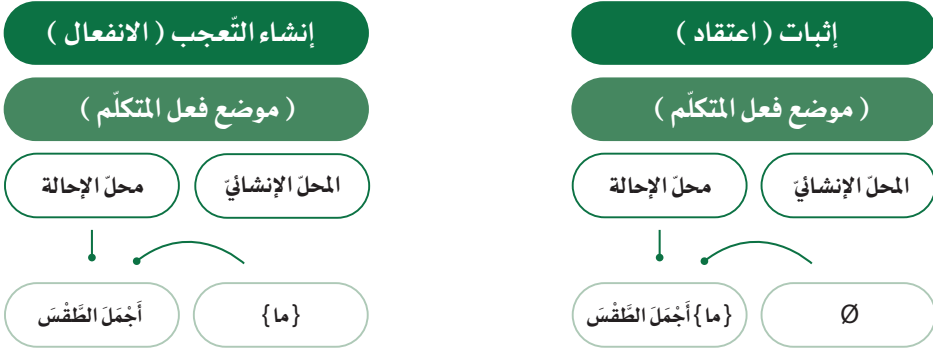 إثبات ( اعتقاد )
( موضع فعل المتكلّم )
المحلّ الإنشائيّ
محلّ الإحالة
Ø
{ ما } أَجْمَلَ الطَّقْسَ
إنشاء التّعجب ( الانفعال )
( موضع فعل المتكلّم )
المحلّ الإنشائيّ
محلّ الإحالة
{ ما }
أَجْمَلَ الطَّقْسَ